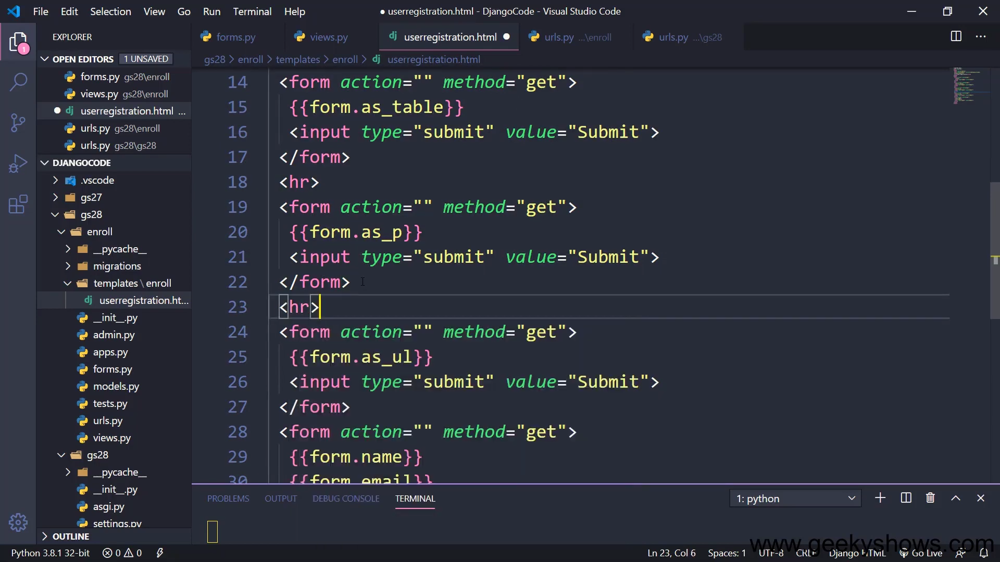 File Edit Selection View Go Run Terminal Help
● userregistration.html - DjangoCode - Visual Studio Code
EXPLORER
forms.py
views.py
userregistration.html
urls.py ...\enroll
urls.py ...\gs28
gs28 > enroll > templates > enroll > userregistration.html
1
OPEN EDITORS 1 UNSAVED
forms.py gs28\enroll
views.py gs28\enroll
userregistration.html ...
urls.py gs28\enroll
urls.py gs28\gs28
DJANGOCODE
.vscode
gs27
gs28
enroll
__pycache__
migrations
templates \ enroll
userregistration.ht...
__init__.py
admin.py
apps.py
forms.py
models.py
tests.py
urls.py
views.py
gs28
__pycache__
__init__.py
asgi.py
settings.py
OUTLINE
14 <form action="" method="get">
15 {{form.as_table}}
16 <input type="submit" value="Submit">
17 </form>
18 <hr>
19 <form action="" method="get">
20 {{form.as_p}}
21 <input type="submit" value="Submit">
22 </form>
23 <hr>
24 <form action="" method="get">
25 {{form.as_ul}}
26 <input type="submit" value="Submit">
27 </form>
28 <form action="" method="get">
29 {{form.name}}
30 {{form.email}}
PROBLEMS OUTPUT DEBUG CONSOLE TERMINAL
1: python
www.geekyshows.com
Python 3.8.1 32-bit 0 0
Ln 23, Col 6 Spaces: 1 UTF-8 CRLF Django HTML Go Live